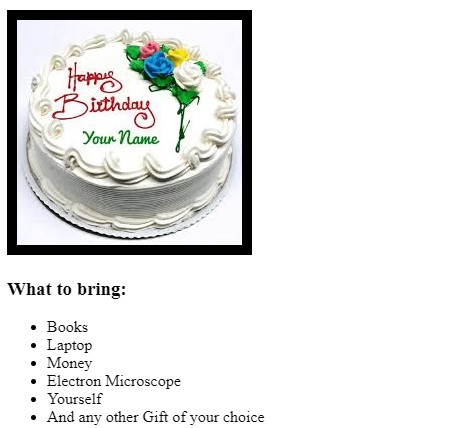 Happy
Birthday
Your Name
What to bring:
Books
Laptop
Money
Electron Microscope
Yourself
And any other Gift of your choice